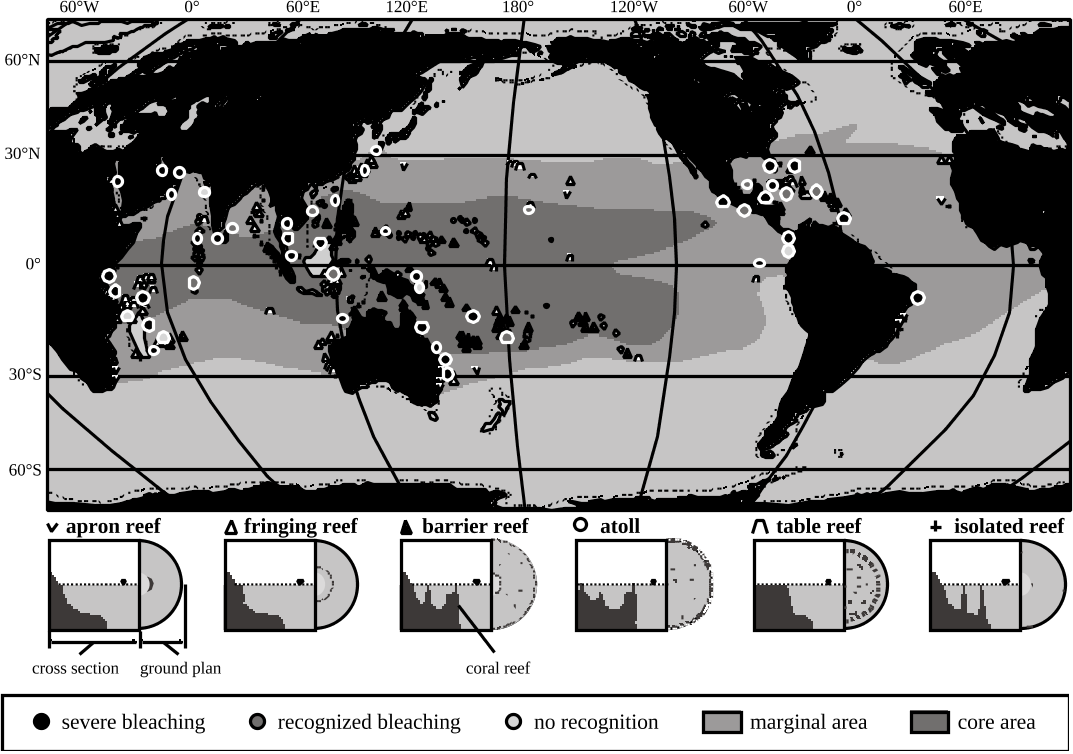 60°W 0° 60°E 120°E 180° 120°W 60°W 0° 60°E
60°N
30°N
0°
30°S
60°S
apron reef fringing reef barrier reef atoll table reef isolated reef
cross section ground plan coral reef
severe bleaching recognized bleaching no recognition marginal area core area